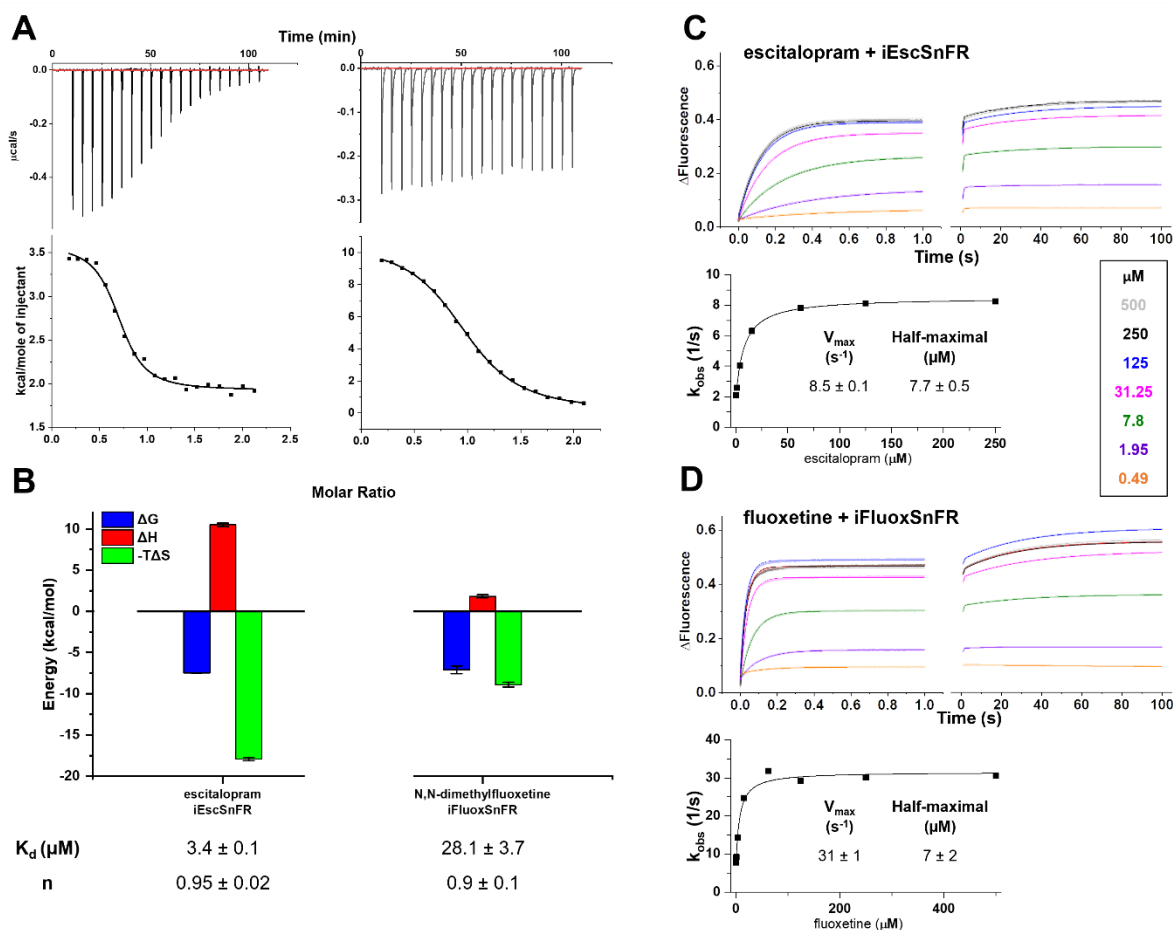 A
Time (min)
0 50 100
0 50 100
0.0
-0.2
-0.4
μcal/s
0.0
-0.1
-0.2
-0.3
kcal/mole of injectant
3.5
3.0
2.5
2.0
1.5
0.0 0.5 1.0 1.5 2.0 2.5
10
8
6
4
2
0
0.0 0.5 1.0 1.5 2.0
Molar Ratio
B
ΔG
ΔH
-TΔS
Energy (kcal/mol)
10
5
0
-5
-10
-15
-20
escitalopram
iEscSnFR
N,N-dimethylfluoxetine
iFluoxSnFR
Kd (μM) 3.4 ± 0.1 28.1 ± 3.7
n 0.95 ± 0.02 0.9 ± 0.1
C
escitalopram + iEscSnFR
ΔFluorescence
0.4
0.2
0.0
0.0 0.2 0.4 0.6 0.8 1.0
0 20 40 60 80 100
Time (s)
kobs (1/s)
10
8
6
4
2
0
Vmax Half-maximal
(s-1) (μM)
8.5 ± 0.1 7.7 ± 0.5
0 50 100 150 200 250
escitalopram (μM)
μM
500
250
125
31.25
7.8
1.95
0.49
D
fluoxetine + iFluoxSnFR
ΔFluorescence
0.6
0.4
0.2
0.0
0.0 0.2 0.4 0.6 0.8 1.0
0 20 40 60 80 100
Time (s)
kobs (1/s)
40
30
20
10
0
Vmax Half-maximal
(s-1) (μM)
31 ± 1 7 ± 2
0 200 400
fluoxetine (μM)